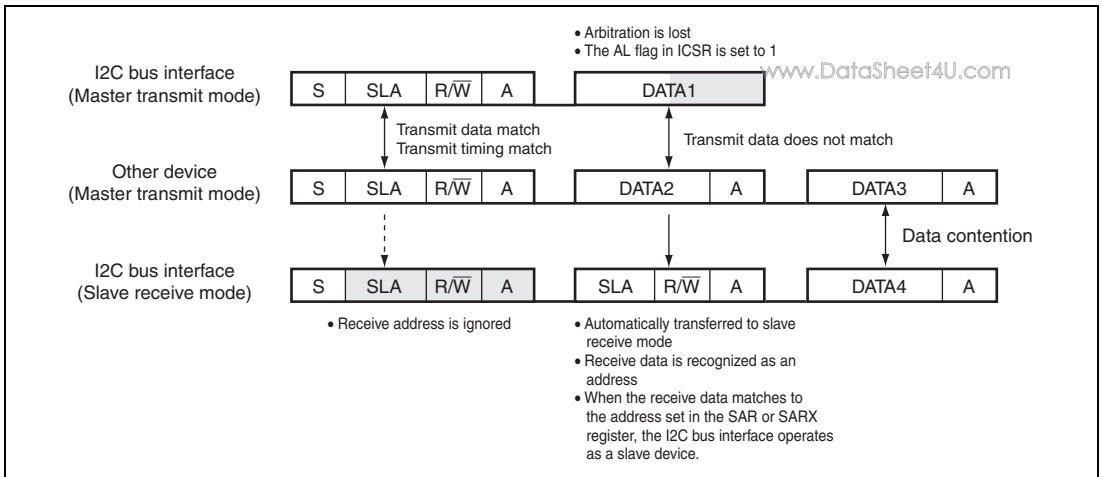 • Arbitration is lost
• The AL flag in ICSR is set to 1
www.DataSheet4U.com
I2C bus interface
(Master transmit mode)
S SLA R/W̅ A DATA1
Transmit data match
Transmit timing match
Transmit data does not match
Other device
(Master transmit mode)
S SLA R/W̅ A DATA2 A DATA3 A
Data contention
I2C bus interface
(Slave receive mode)
S SLA R/W̅ A SLA R/W̅ A DATA4 A
• Receive address is ignored
• Automatically transferred to slave
receive mode
• Receive data is recognized as an
address
• When the receive data matches to
the address set in the SAR or SARX
register, the I2C bus interface operates
as a slave device.